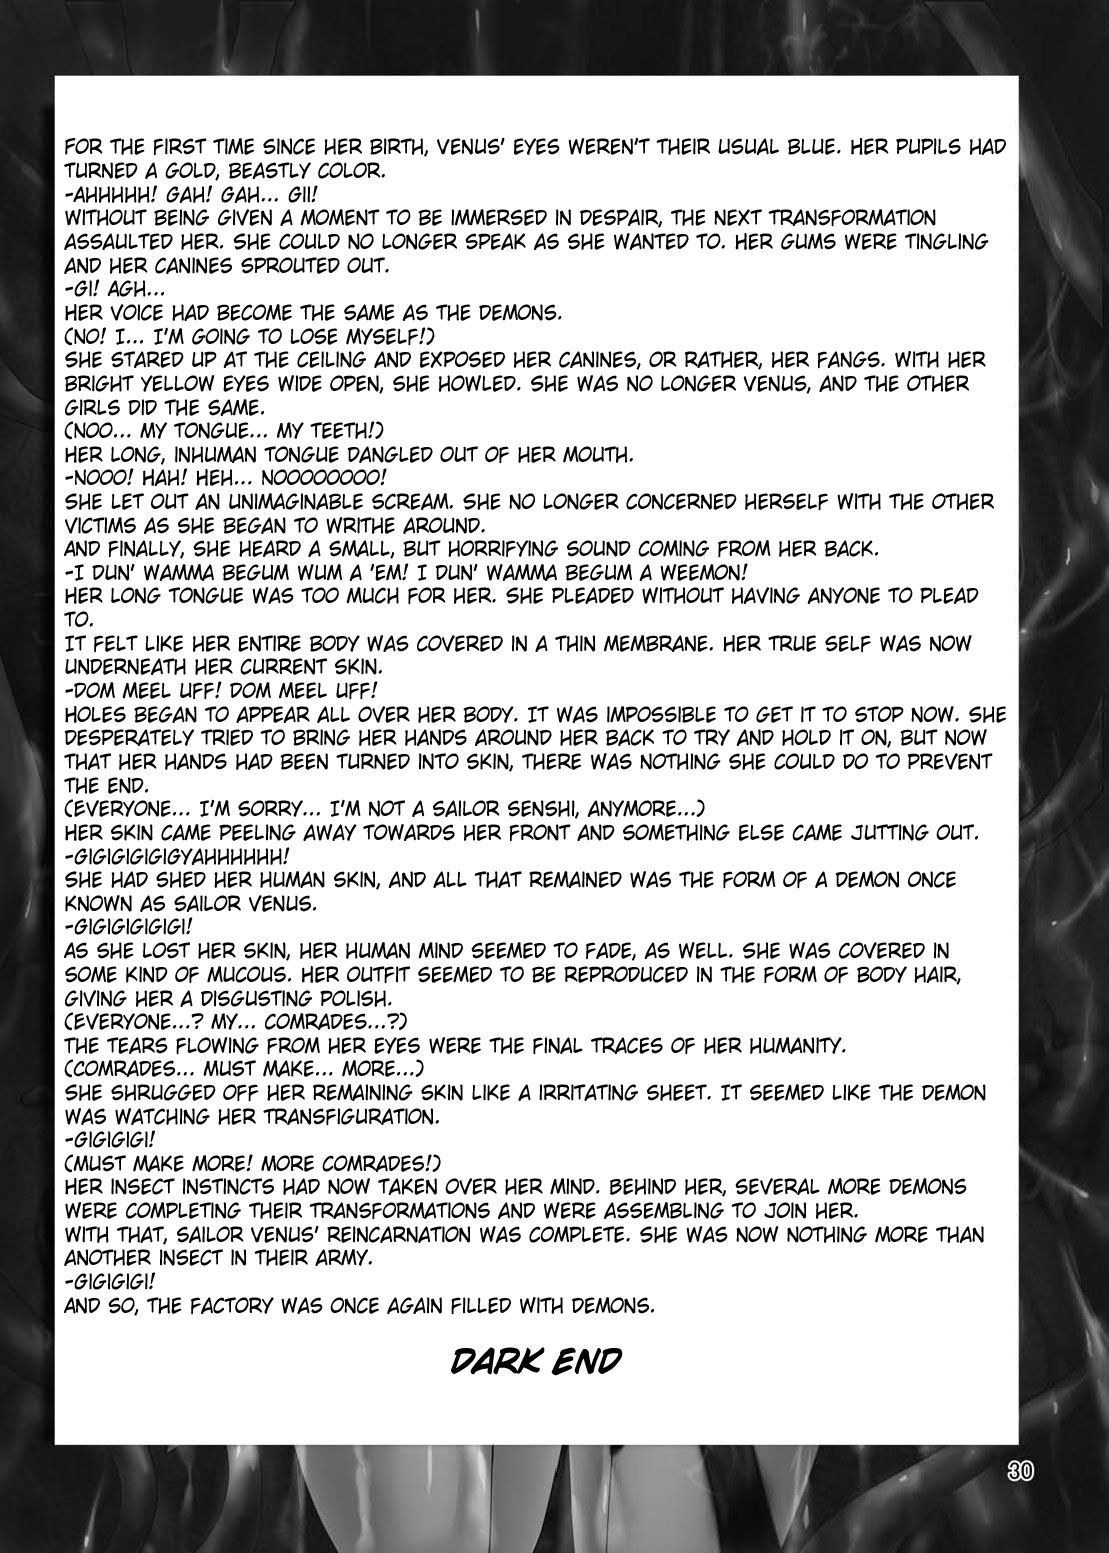 FOR THE FIRST TIME SINCE HER BIRTH, VENUS' EYES WEREN'T THEIR USUAL BLUE. HER PUPILS HAD
TURNED A GOLD, BEASTLY COLOR.
-AHHHHH! GAH! GAH... GII!
WITHOUT BEING GIVEN A MOMENT TO BE IMMERSED IN DESPAIR, THE NEXT TRANSFORMATION
ASSAULTED HER. SHE COULD NO LONGER SPEAK AS SHE WANTED TO. HER GUMS WERE TINGLING
AND HER CANINES SPROUTED OUT.
-GI! AGH...
HER VOICE HAD BECOME THE SAME AS THE DEMONS.
(NO! I... I'M GOING TO LOSE MYSELF!)
SHE STARED UP AT THE CEILING AND EXPOSED HER CANINES, OR RATHER, HER FANGS. WITH HER
BRIGHT YELLOW EYES WIDE OPEN, SHE HOWLED. SHE WAS NO LONGER VENUS, AND THE OTHER
GIRLS DID THE SAME.
(NOO... MY TONGUE... MY TEETH!)
HER LONG, INHUMAN TONGUE DANGLED OUT OF HER MOUTH.
-NOOO! HAH! HEH... NOOOOOOOO!
SHE LET OUT AN UNIMAGINABLE SCREAM. SHE NO LONGER CONCERNED HERSELF WITH THE OTHER
VICTIMS AS SHE BEGAN TO WRITHE AROUND.
AND FINALLY, SHE HEARD A SMALL, BUT HORRIFYING SOUND COMING FROM HER BACK.
-I DUN' WAMMA BEGUM WUM A 'EM! I DUN' WAMMA BEGUM A WEEMON!
HER LONG TONGUE WAS TOO MUCH FOR HER. SHE PLEADED WITHOUT HAVING ANYONE TO PLEAD
TO.
IT FELT LIKE HER ENTIRE BODY WAS COVERED IN A THIN MEMBRANE. HER TRUE SELF WAS NOW
UNDERNEATH HER CURRENT SKIN.
-DOM MEEL UFF! DOM MEEL UFF!
HOLES BEGAN TO APPEAR ALL OVER HER BODY. IT WAS IMPOSSIBLE TO GET IT TO STOP NOW. SHE
DESPERATELY TRIED TO BRING HER HANDS AROUND HER BACK TO TRY AND HOLD IT ON, BUT NOW
THAT HER HANDS HAD BEEN TURNED INTO SKIN, THERE WAS NOTHING SHE COULD DO TO PREVENT
THE END.
(EVERYONE... I'M SORRY... I'M NOT A SAILOR SENSHI, ANYMORE...)
HER SKIN CAME PEELING AWAY TOWARDS HER FRONT AND SOMETHING ELSE CAME JUTTING OUT.
-GIGIGIGIGIGYAHHHHHH!
SHE HAD SHED HER HUMAN SKIN, AND ALL THAT REMAINED WAS THE FORM OF A DEMON ONCE
KNOWN AS SAILOR VENUS.
-GIGIGIGIGIGI!
AS SHE LOST HER SKIN, HER HUMAN MIND SEEMED TO FADE, AS WELL. SHE WAS COVERED IN
SOME KIND OF MUCOUS. HER OUTFIT SEEMED TO BE REPRODUCED IN THE FORM OF BODY HAIR,
GIVING HER A DISGUSTING POLISH.
(EVERYONE...? MY... COMRADES...?)
THE TEARS FLOWING FROM HER EYES WERE THE FINAL TRACES OF HER HUMANITY.
(COMRADES... MUST MAKE... MORE...)
SHE SHRUGGED OFF HER REMAINING SKIN LIKE A IRRITATING SHEET. IT SEEMED LIKE THE DEMON
WAS WATCHING HER TRANSFIGURATION.
-GIGIGIGI!
(MUST MAKE MORE! MORE COMRADES!)
HER INSECT INSTINCTS HAD NOW TAKEN OVER HER MIND. BEHIND HER, SEVERAL MORE DEMONS
WERE COMPLETING THEIR TRANSFORMATIONS AND WERE ASSEMBLING TO JOIN HER.
WITH THAT, SAILOR VENUS' REINCARNATION WAS COMPLETE. SHE WAS NOW NOTHING MORE THAN
ANOTHER INSECT IN THEIR ARMY.
-GIGIGIGI!
AND SO, THE FACTORY WAS ONCE AGAIN FILLED WITH DEMONS.
DARK END
30